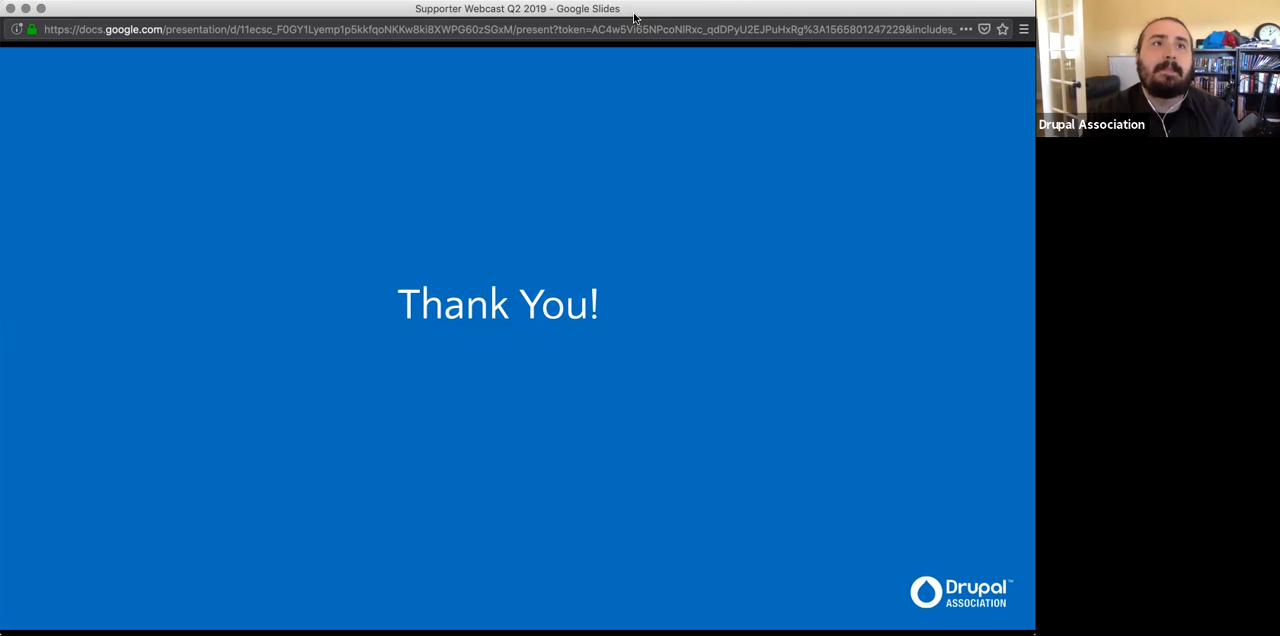 Supporter Webcast Q2 2019 - Google Slides
https://docs.google.com/presentation/d/11ecsc_F0GY1Lyemp1p5kkfqoNKKw8ki8XWPG60zSGxM/present?token=AC4w5Vi65NPcoNlRxc_qdDPyU2EJPuHxRg%3A1565801247229&includes_
Drupal Association
Thank You!
Drupal™
ASSOCIATION